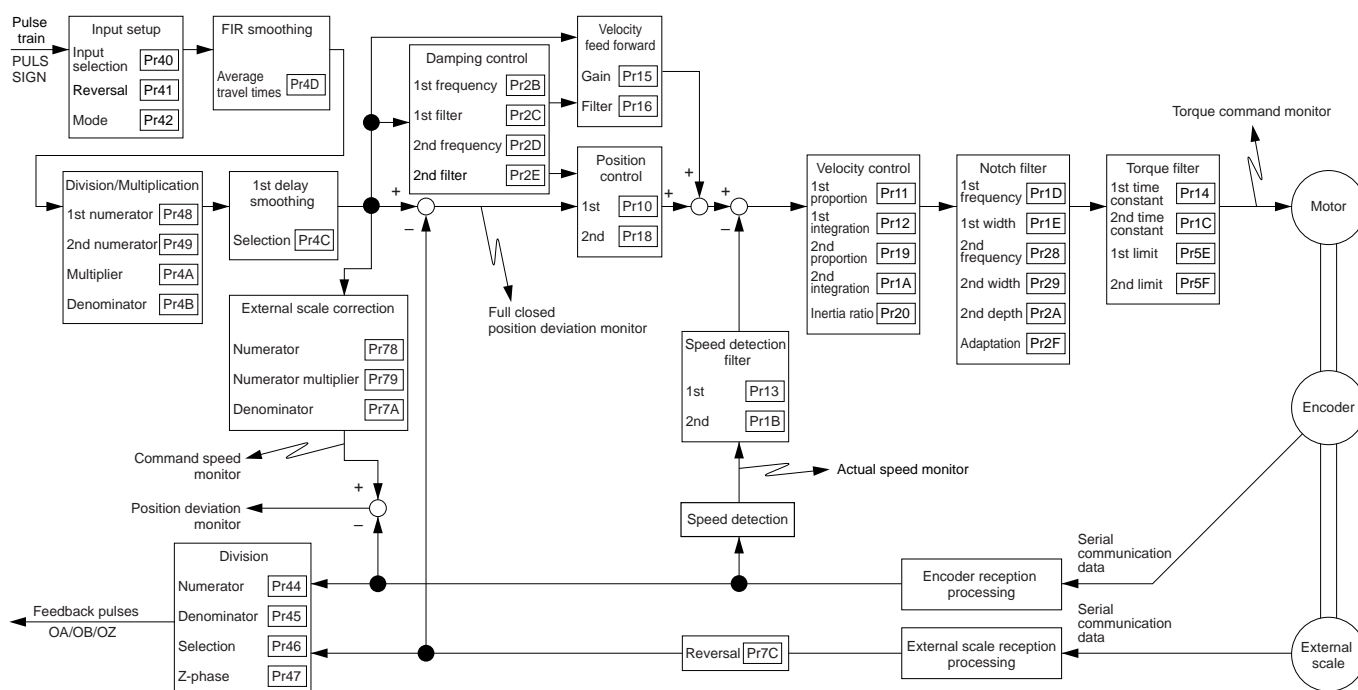 Pulse
train
PULS
SIGN
Input setup
Input
selection
Pr40
Reversal
Pr41
Mode
Pr42
FIR smoothing
Average
travel times
Pr4D
Division/Multiplication
1st numerator
Pr48
2nd numerator
Pr49
Multiplier
Pr4A
Denominator
Pr4B
1st delay
smoothing
Selection
Pr4C
Damping control
1st frequency
Pr2B
1st filter
Pr2C
2nd frequency
Pr2D
2nd filter
Pr2E
Velocity
feed forward
Gain
Pr15
Filter
Pr16
Position
control
1st
Pr10
2nd
Pr18
+
−
+
+
+
−
Velocity control
1st
proportion
Pr11
1st
integration
Pr12
2nd
proportion
Pr19
2nd
integration
Pr1A
Inertia ratio
Pr20
Notch filter
1st
frequency
Pr1D
1st width
Pr1E
2nd
frequency
Pr28
2nd width
Pr29
2nd depth
Pr2A
Adaptation
Pr2F
Torque filter
1st time
constant
Pr14
2nd time
constant
Pr1C
1st limit
Pr5E
2nd limit
Pr5F
Torque command monitor
Motor
Encoder
External
scale
External scale correction
Numerator
Pr78
Numerator multiplier
Pr79
Denominator
Pr7A
Full closed
position deviation monitor
Speed detection
filter
1st
Pr13
2nd
Pr1B
Command speed
monitor
Actual speed monitor
+
−
Position deviation
monitor
Speed detection
Division
Numerator
Pr44
Denominator
Pr45
Selection
Pr46
Z-phase
Pr47
Feedback pulses
OA/OB/OZ
Encoder reception
processing
Serial
communication
data
Reversal
Pr7C
External scale reception
processing
Serial
communication
data